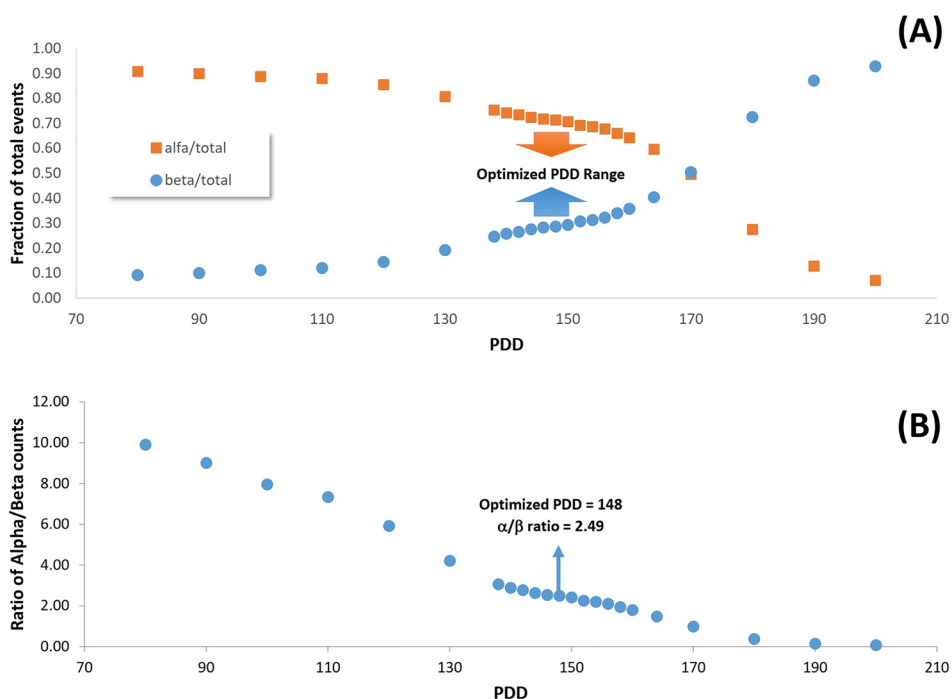 (A)
1.00
0.90
0.80
0.70
0.60
0.50
0.40
0.30
0.20
0.10
0.00
Fraction of total events
alfa/total
beta/total
Optimized PDD Range
70 90 110 130 150 170 190 210
PDD
(B)
12.00
10.00
8.00
6.00
4.00
2.00
0.00
Ratio of Alpha/Beta counts
Optimized PDD = 148
α/β ratio = 2.49
70 90 110 130 150 170 190 210
PDD